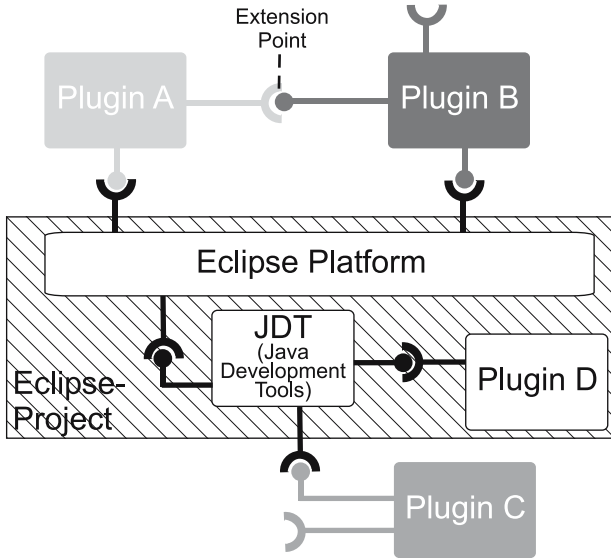 Extension
Point
Plugin A
Plugin B
Eclipse Platform
JDT
(Java
Development
Tools)
Eclipse-
Project
Plugin D
Plugin C